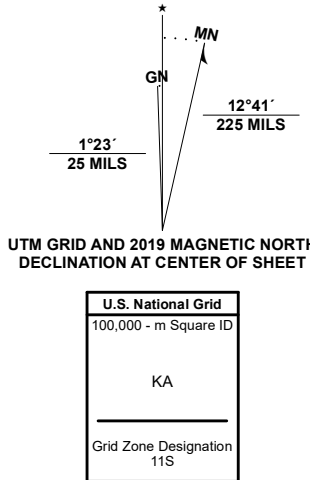 MN
GN
12°41´
225 MILS
1°23´
25 MILS
UTM GRID AND 2019 MAGNETIC NORTH
DECLINATION AT CENTER OF SHEET
U.S. National Grid
100,000 - m Square ID
KA
Grid Zone Designation
11S